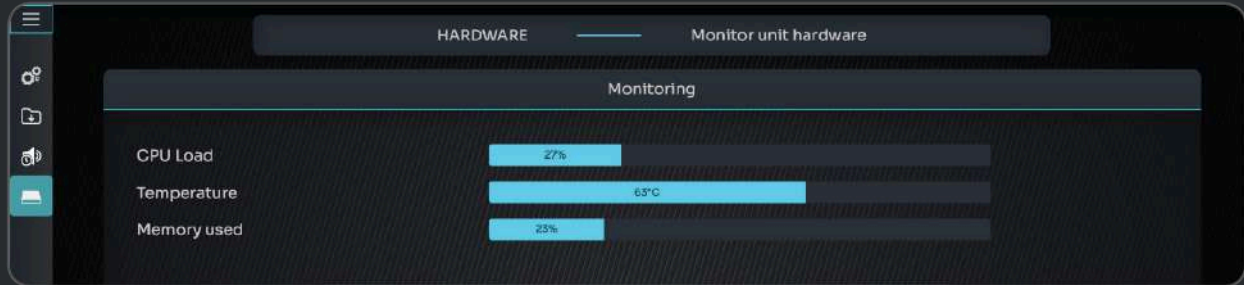 HARDWARE Monitor unit hardware
Monitoring
CPU Load 27%
Temperature 63°C
Memory used 23%